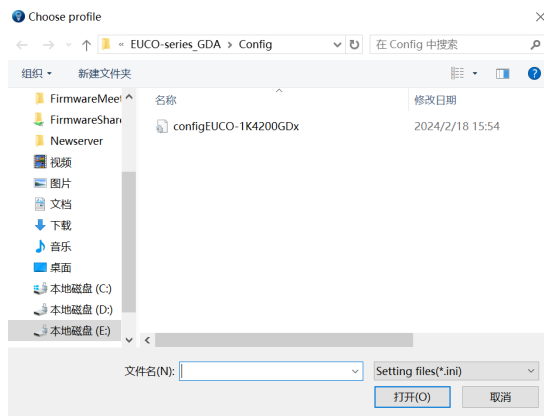 Choose profile
« EUCO-series_GDA > Config
在 Config 中搜索
组织
新建文件夹
名称
修改日期
FirmwareMeet
FirmwareShare
Newserver
视频
图片
文档
下载
音乐
桌面
本地磁盘 (C:)
本地磁盘 (D:)
本地磁盘 (E:)
configEUCO-1K4200GDx
2024/2/18 15:54
文件名(N):
Setting files(*.ini)
打开(O)
取消